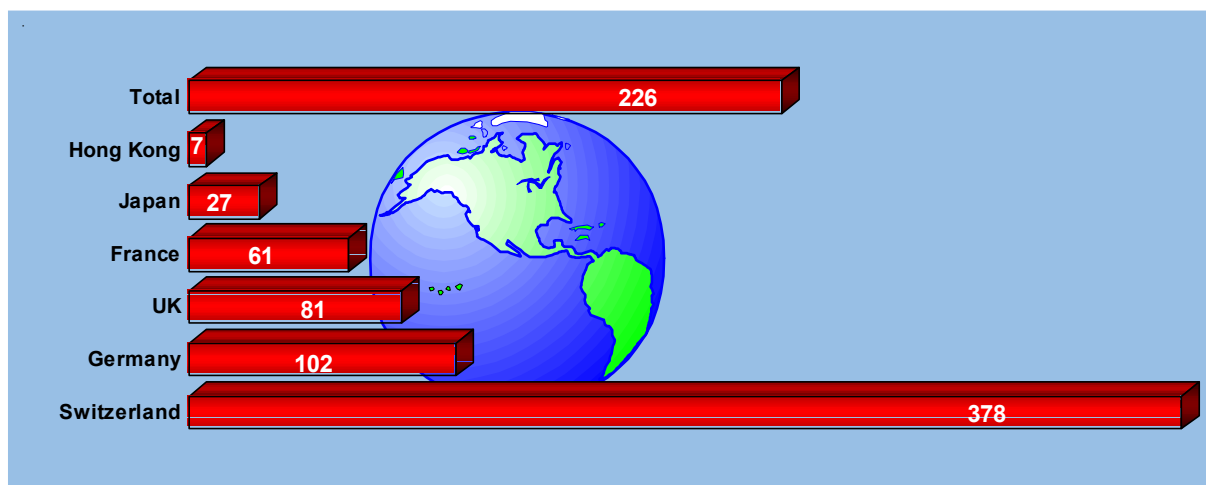 Total 226
Hong Kong 7
Japan 27
France 61
UK 81
Germany 102
Switzerland 378